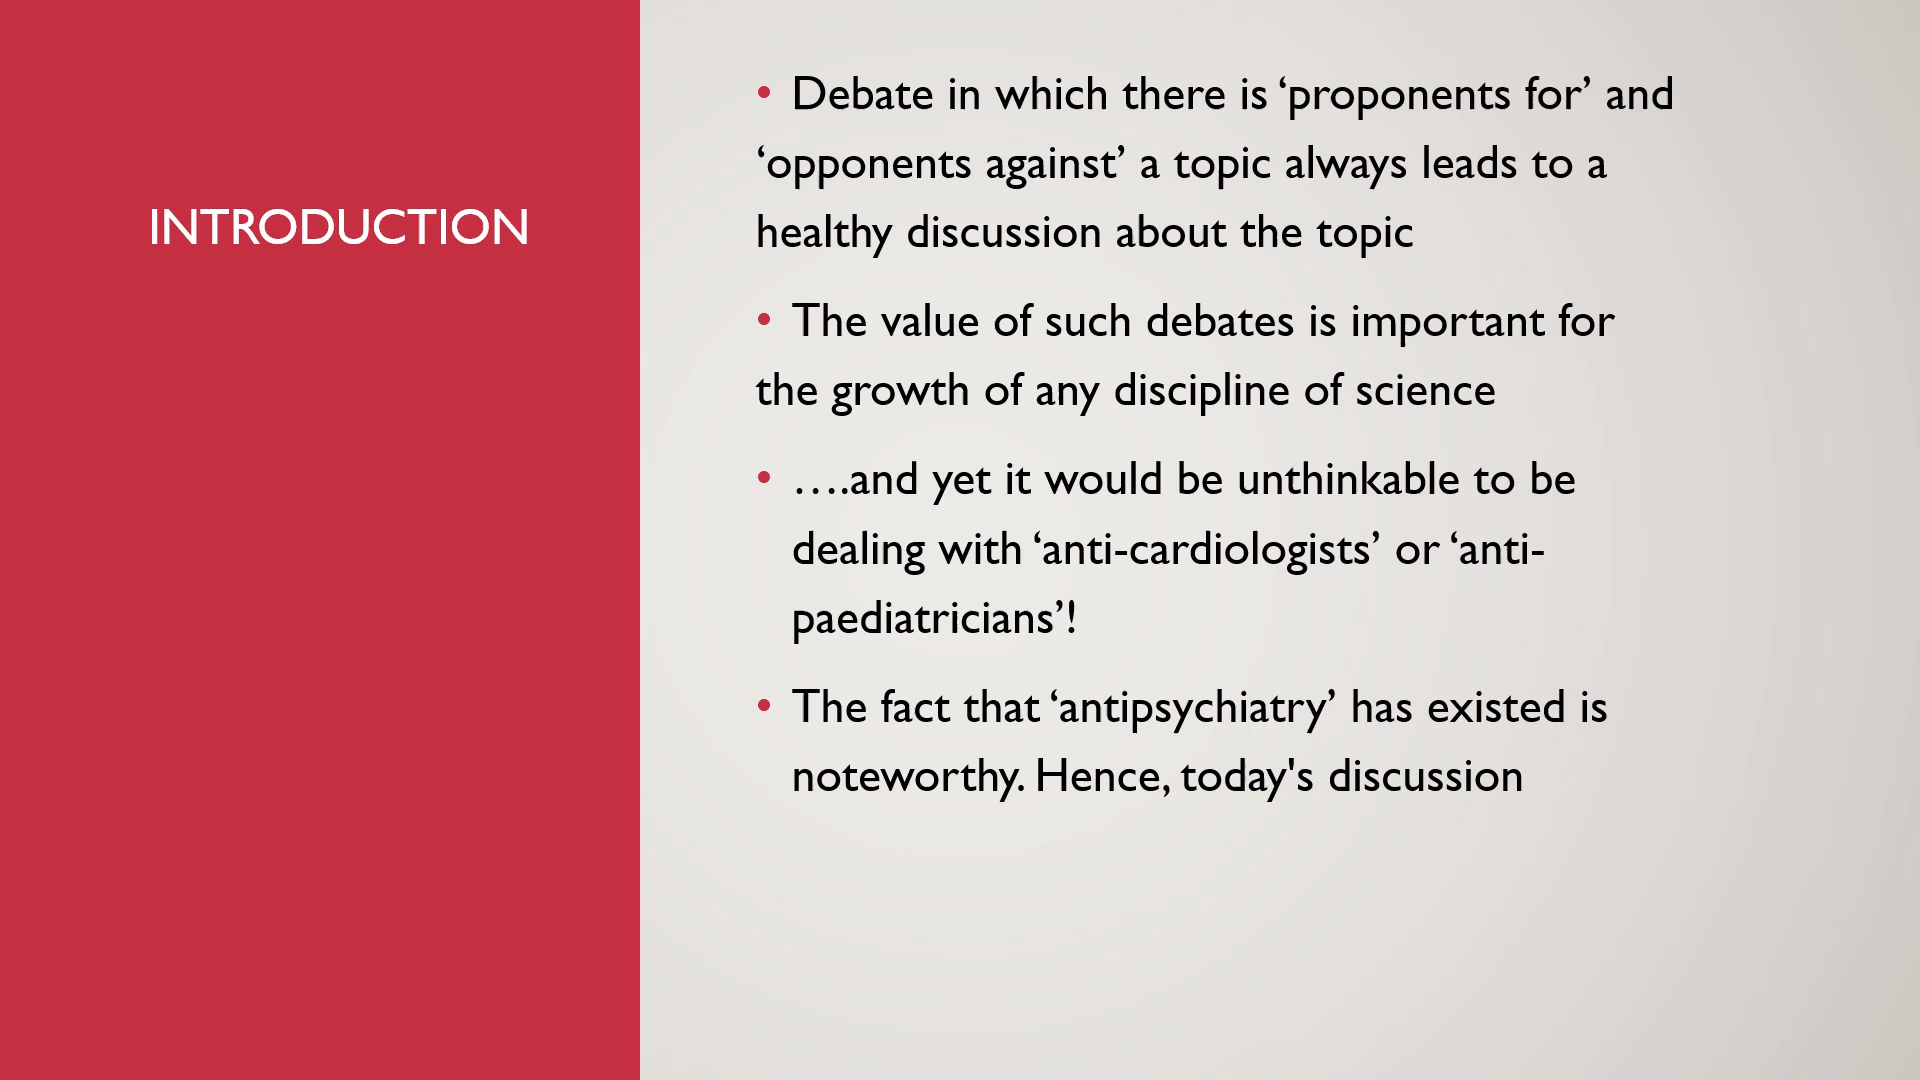 INTRODUCTION
• Debate in which there is ‘proponents for’ and
‘opponents against’ a topic always leads to a
healthy discussion about the topic
• The value of such debates is important for
the growth of any discipline of science
• ….and yet it would be unthinkable to be
dealing with ‘anti-cardiologists’ or ‘anti-
paediatricians’!
• The fact that ‘antipsychiatry’ has existed is
noteworthy. Hence, today's discussion